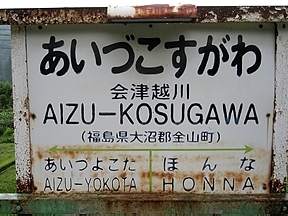 あいづこすがわ
会津越川
AIZU-KOSUGAWA
(福島県大沼郡金山町)
あいづよこた ほんな
AIZU-YOKOTA HONNA